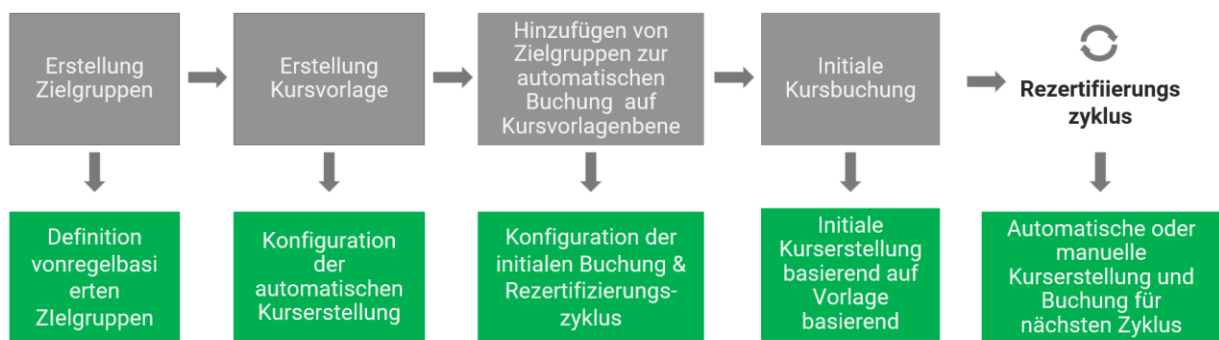 Erstellung
Zielgruppen
Erstellung
Kursvorlage
Hinzufügen von
Zielgruppen zur
automatischen
Buchung auf
Kursvorlagenbene
Initiale
Kursbuchung
Rezertifiierungs
zyklus
Definition
vonregelbasi
erten
ZIelgruppen
Konfiguration
der
automatischen
Kurserstellung
Konfiguration der
initialen Buchung &
Rezertifizierungs-
zyklus
Initiale
Kurserstellung
basierend auf
Vorlage
basierend
Automatische oder
manuelle
Kurserstellung und
Buchung für
nächsten Zyklus